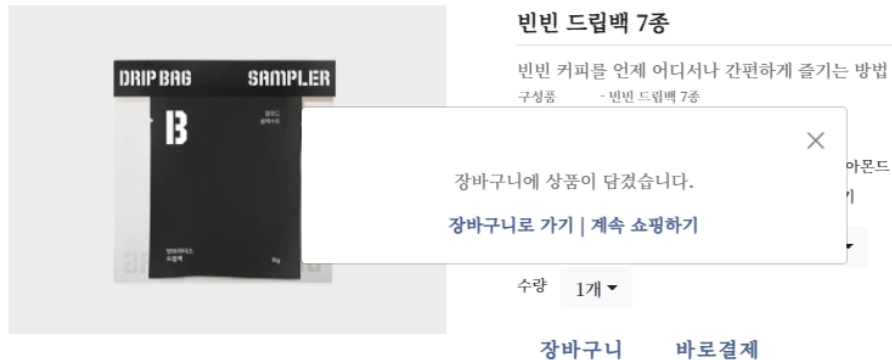 빈빈 드립백 7종
빈빈 커피를 언제 어디서나 간편하게 즐기는 방법
구성품 - 빈빈 드립백 7종
DRIP BAG SAMPLER
B
아몬드
기
장바구니에 상품이 담겼습니다.
장바구니로 가기 | 계속 쇼핑하기
드립백
수량 1개
장바구니 바로결제